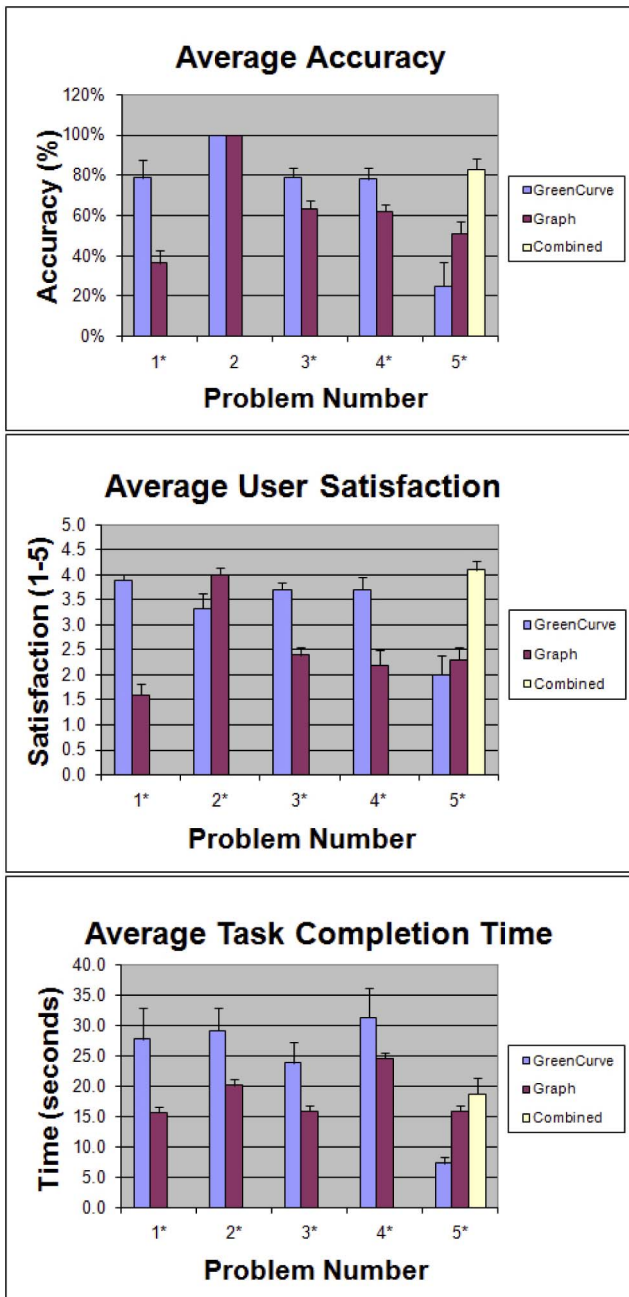 Average Accuracy
120%
100%
80%
60%
40%
20%
0%
Accuracy (%)
1* 2 3* 4* 5*
Problem Number
GreenCurve
Graph
Combined
Average User Satisfaction
5.0
4.5
4.0
3.5
3.0
2.5
2.0
1.5
1.0
0.5
0.0
Satisfaction (1-5)
1* 2* 3* 4* 5*
Problem Number
GreenCurve
Graph
Combined
Average Task Completion Time
40.0
35.0
30.0
25.0
20.0
15.0
10.0
5.0
0.0
Time (seconds)
1* 2* 3* 4* 5*
Problem Number
GreenCurve
Graph
Combined